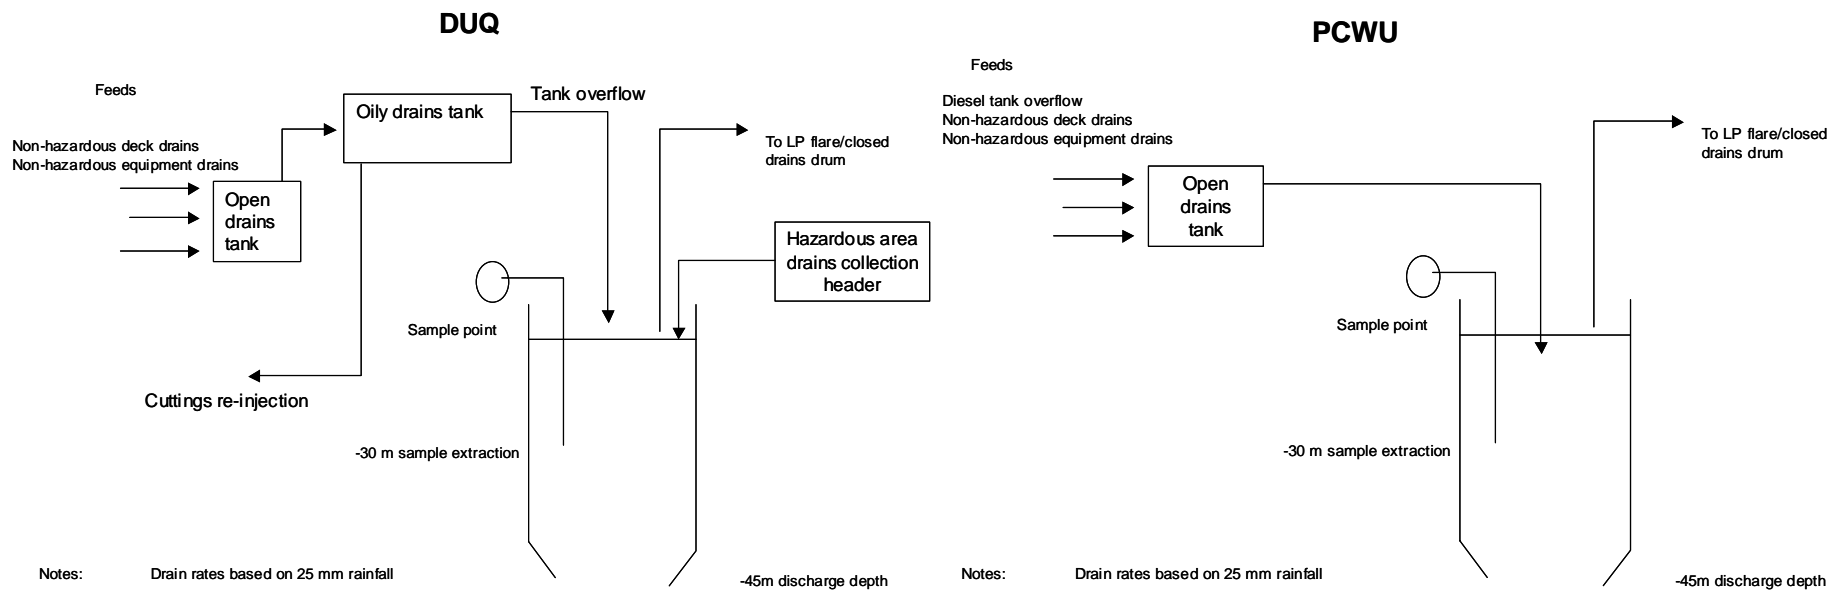 DUQ
Feeds
Non-hazardous deck drains
Non-hazardous equipment drains
Open
drains
tank
Oily drains tank
Tank overflow
To LP flare/closed
drains drum
Hazardous area
drains collection
header
Sample point
Cuttings re-injection
-30 m sample extraction
Notes: Drain rates based on 25 mm rainfall
-45m discharge depth
PCWU
Feeds
Diesel tank overflow
Non-hazardous deck drains
Non-hazardous equipment drains
Open
drains
tank
To LP flare/closed
drains drum
Sample point
-30 m sample extraction
Notes: Drain rates based on 25 mm rainfall
-45m discharge depth